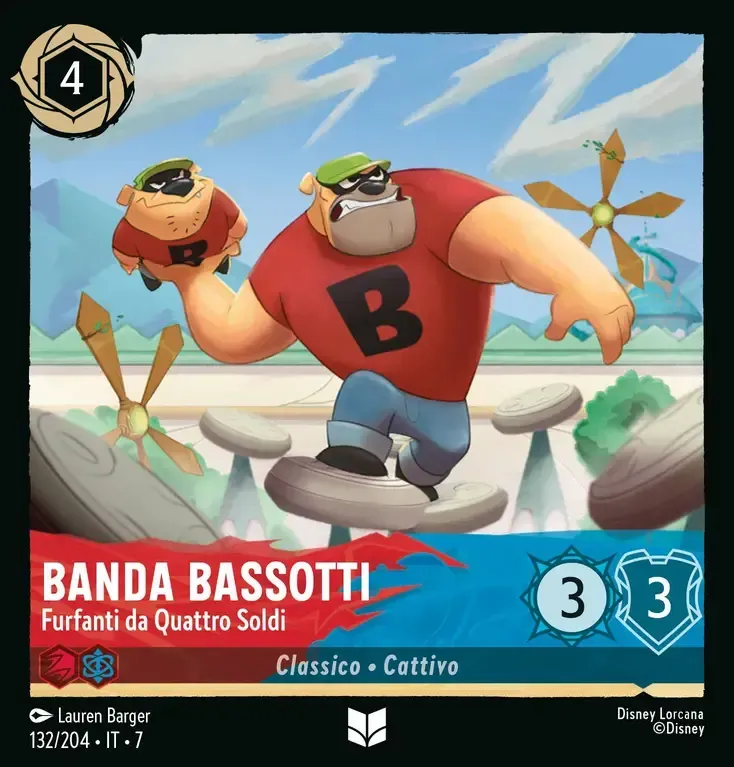 4
B
B
BANDA BASSOTTI
Furfanti da Quattro Soldi
3
3
Classico • Cattivo
Lauren Barger
132/204 • IT • 7
Disney Lorcana
©Disney